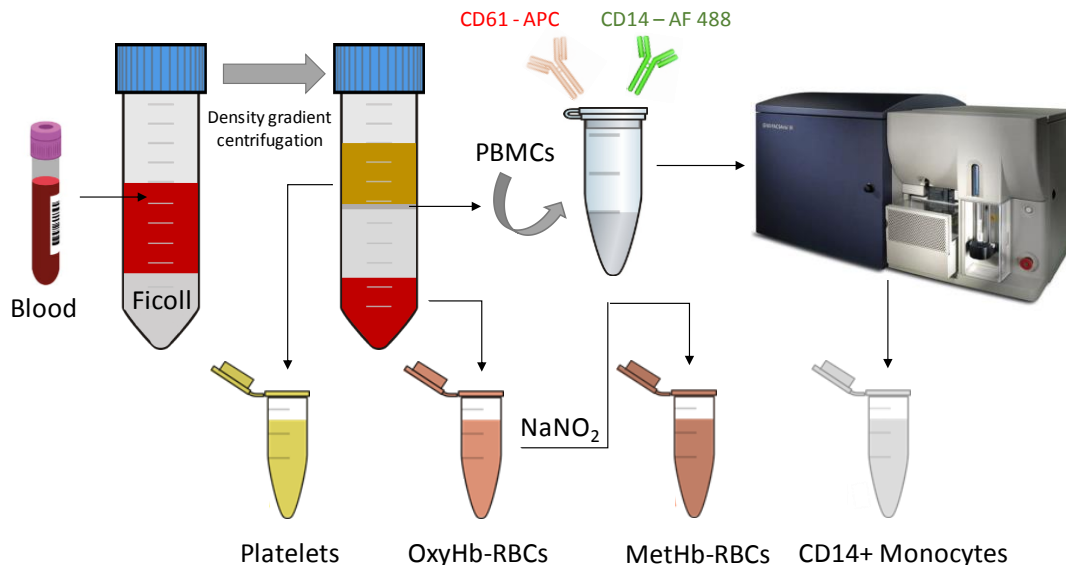 CD61 - APC
CD14 – AF 488
Density gradient
centrifugation
PBMCs
Blood
Ficoll
NaNO₂
Platelets
OxyHb-RBCs
MetHb-RBCs
CD14+ Monocytes